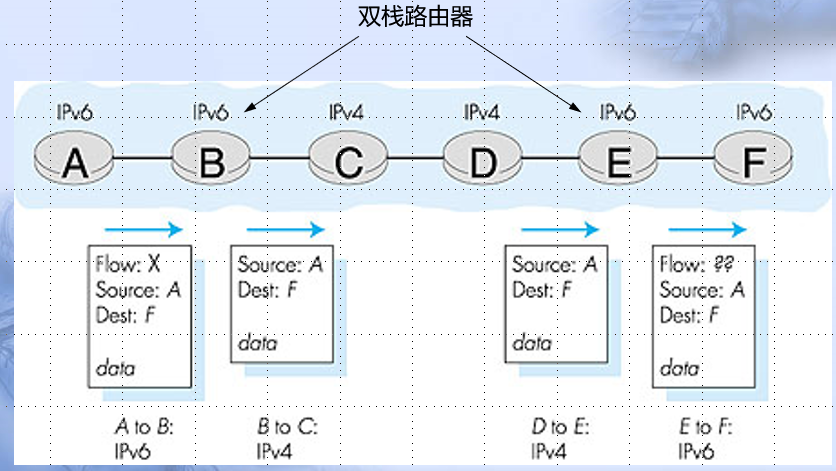 双栈路由器
IPv6 IPv6 IPv4 IPv4 IPv6 IPv6
A B C D E F
Flow: X
Source: A
Dest: F
data
Source: A
Dest: F
data
Source: A
Dest: F
data
Flow: ??
Source: A
Dest: F
data
A to B:
IPv6
B to C:
IPv4
D to E:
IPv4
E to F:
IPv6